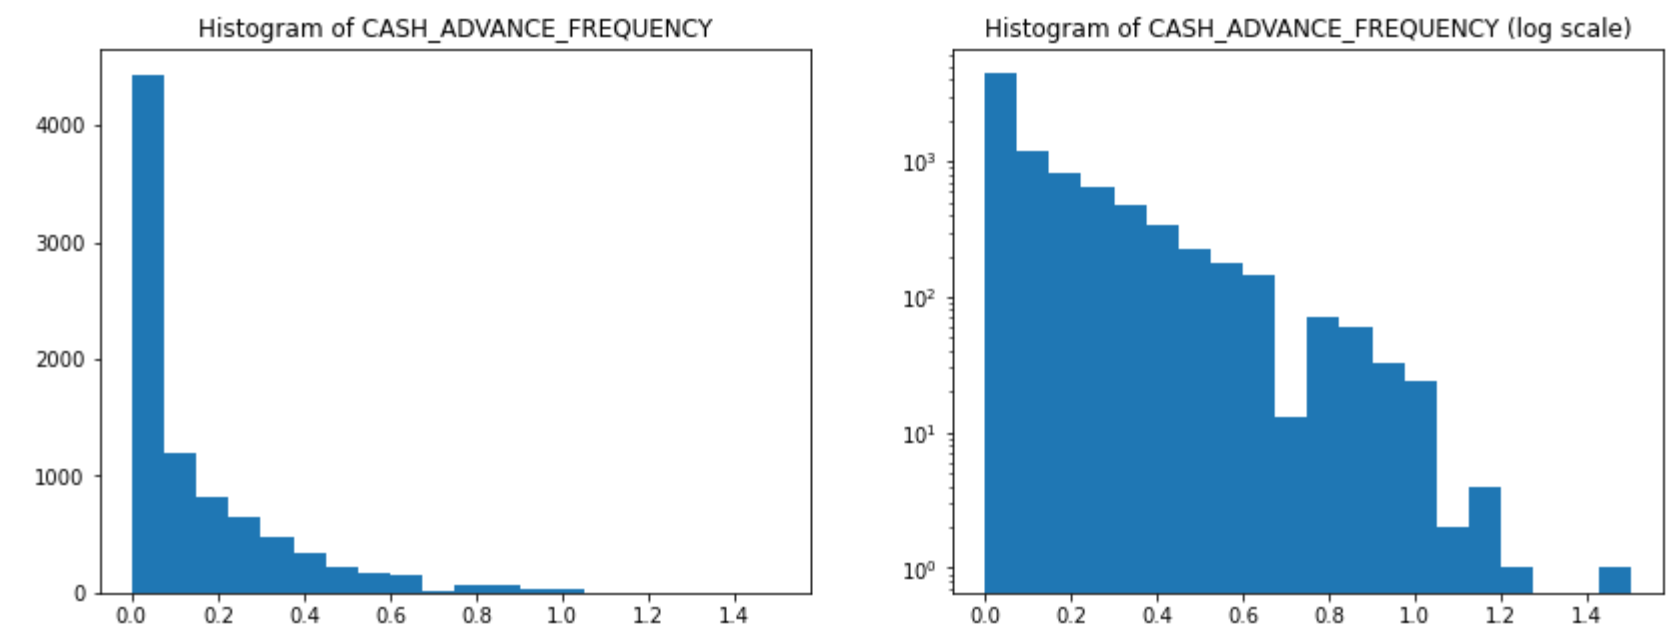 Histogram of CASH_ADVANCE_FREQUENCY
4000
3000
2000
1000
0
0.0 0.2 0.4 0.6 0.8 1.0 1.2 1.4
Histogram of CASH_ADVANCE_FREQUENCY (log scale)
10³
10²
10¹
10⁰
0.0 0.2 0.4 0.6 0.8 1.0 1.2 1.4